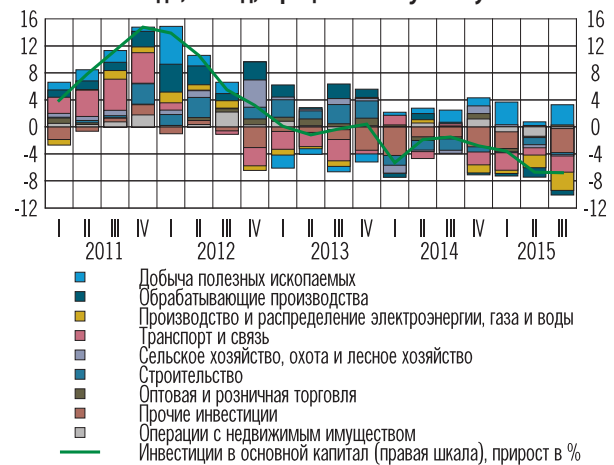 16 16
12 12
8 8
4 4
0 0
-4 -4
-8 -8
-12 -12
I II III IV I II III IV I II III IV I II III IV I II III
2011 2012 2013 2014 2015
Добыча полезных ископаемых
Обрабатывающие производства
Производство и распределение электроэнергии, газа и воды
Транспорт и связь
Сельское хозяйство, охота и лесное хозяйство
Строительство
Оптовая и розничная торговля
Прочие инвестиции
Операции с недвижимым имуществом
Инвестиции в основной капитал (правая шкала), прирост в %